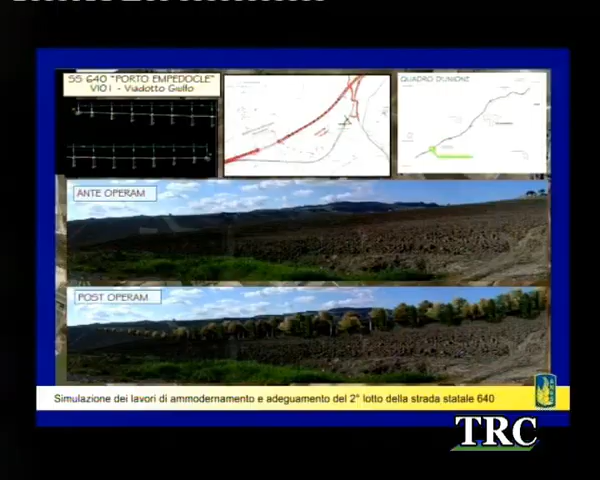 SS 640 "PORTO EMPEDOCLE"
VI01 - Viadotto Giulfo
QUADRO D'UNIONE
ANTE OPERAM
POST OPERAM
Simulazione dei lavori di ammodernamento e adeguamento del 2° lotto della strada statale 640
TRC